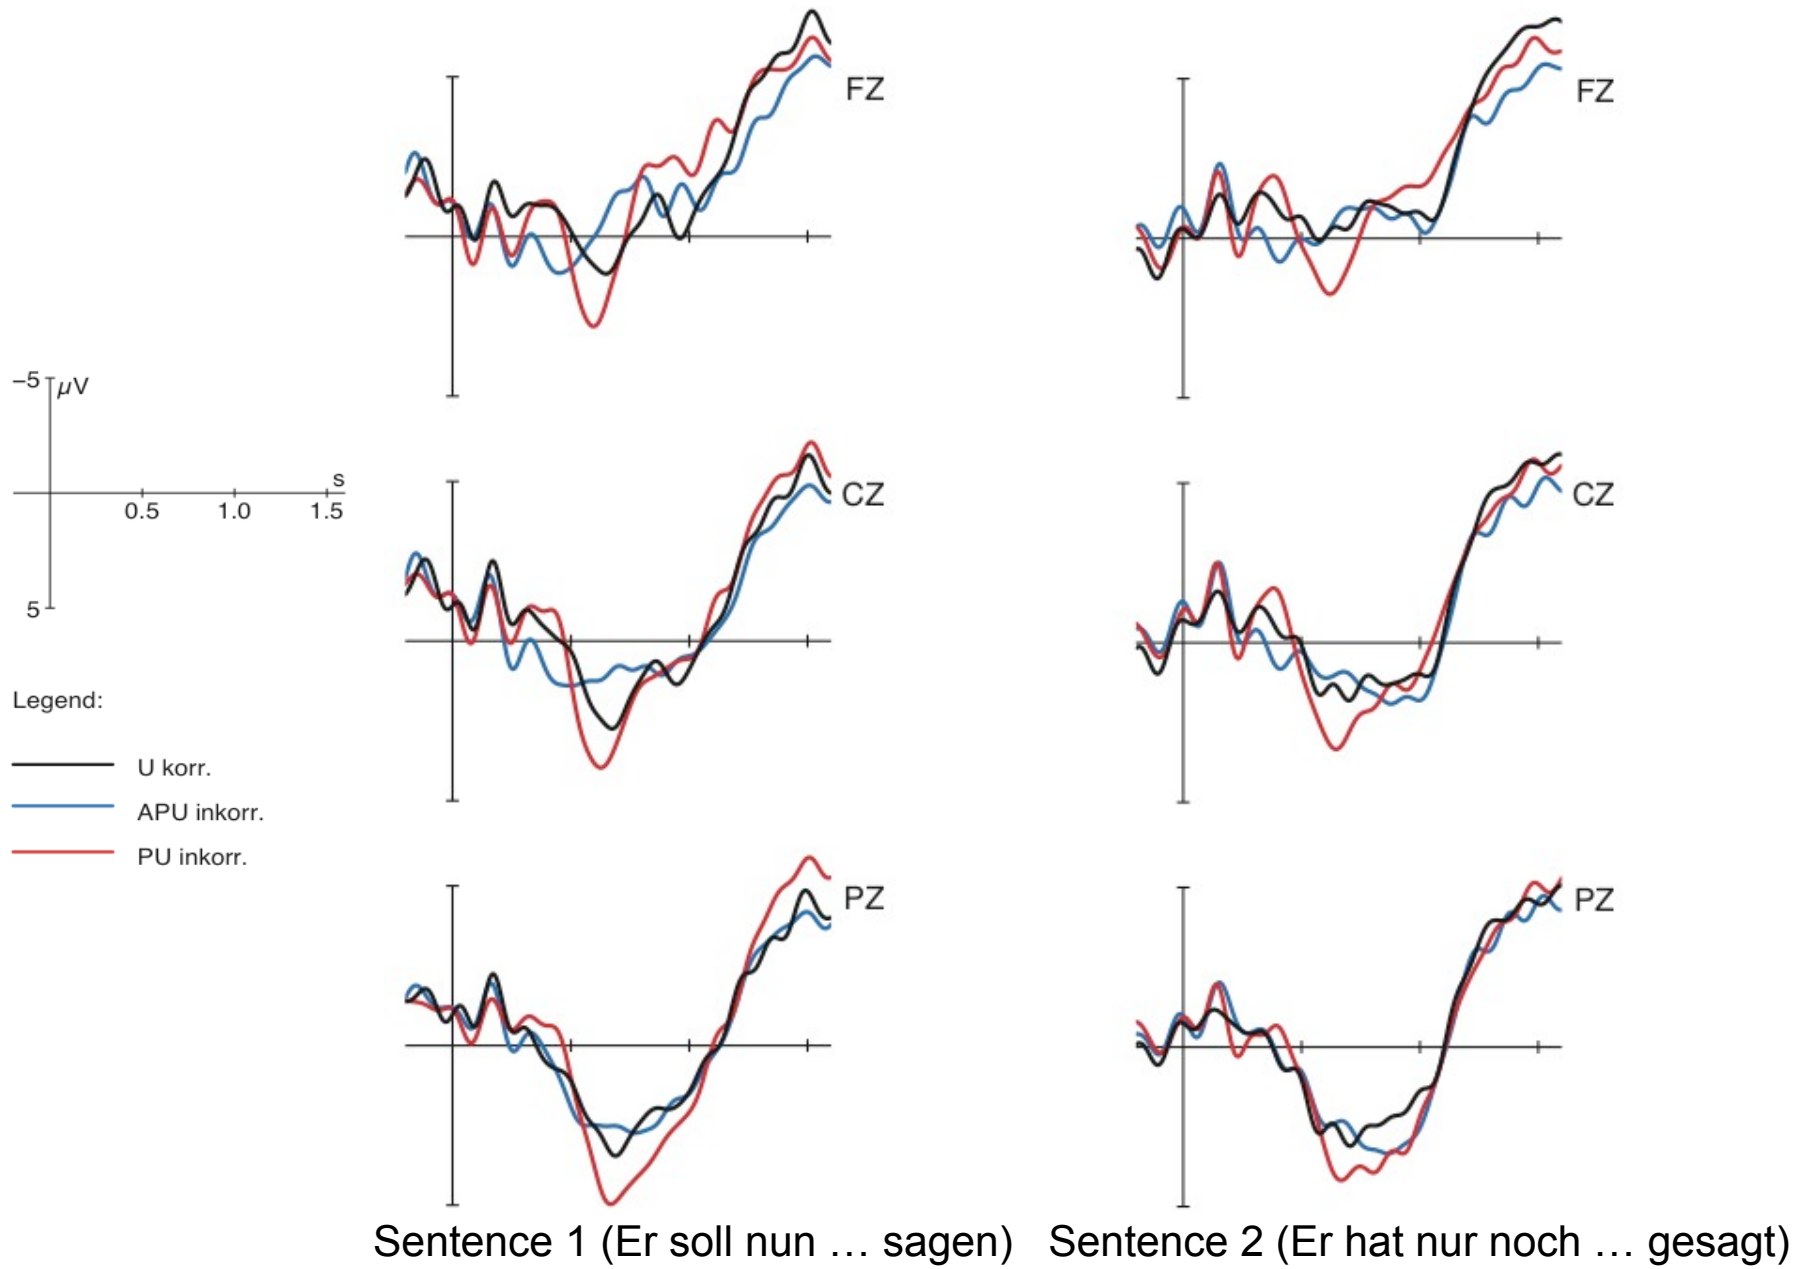 FZ
FZ
−5
µV
s
0.5 1.0 1.5
5
CZ
CZ
Legend:
U korr.
APU inkorr.
PU inkorr.
PZ
PZ
Sentence 1 (Er soll nun … sagen)
Sentence 2 (Er hat nur noch … gesagt)